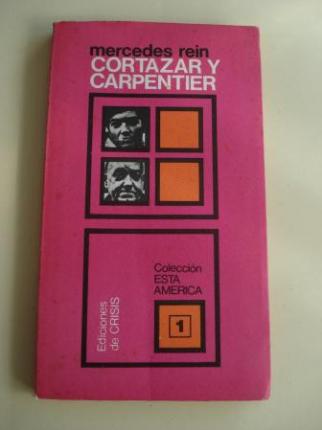 mercedes rein
CORTAZAR Y
CARPENTIER
Colección
ESTA
AMERICA
1
Ediciones
de CRISIS